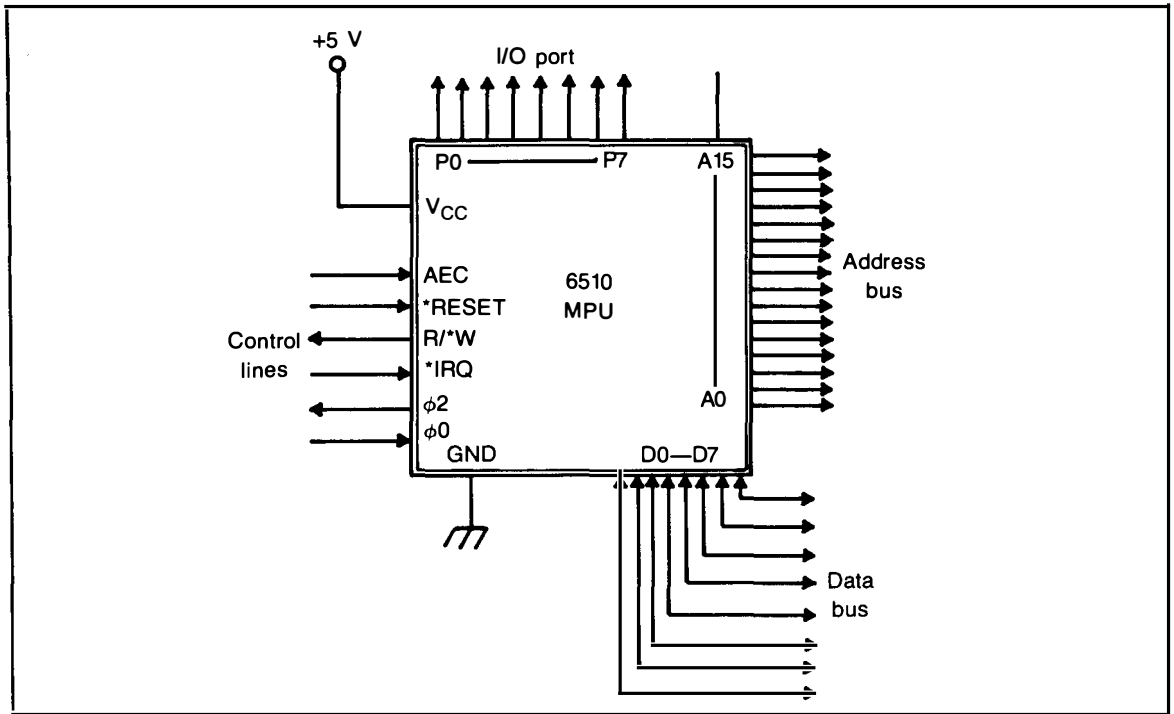 +5 V
I/O port
P0 P7 A15
VCC
AEC
*RESET
R/*W
*IRQ
φ2
φ0
GND
6510
MPU
A0
D0—D7
Control
lines
Address
bus
Data
bus